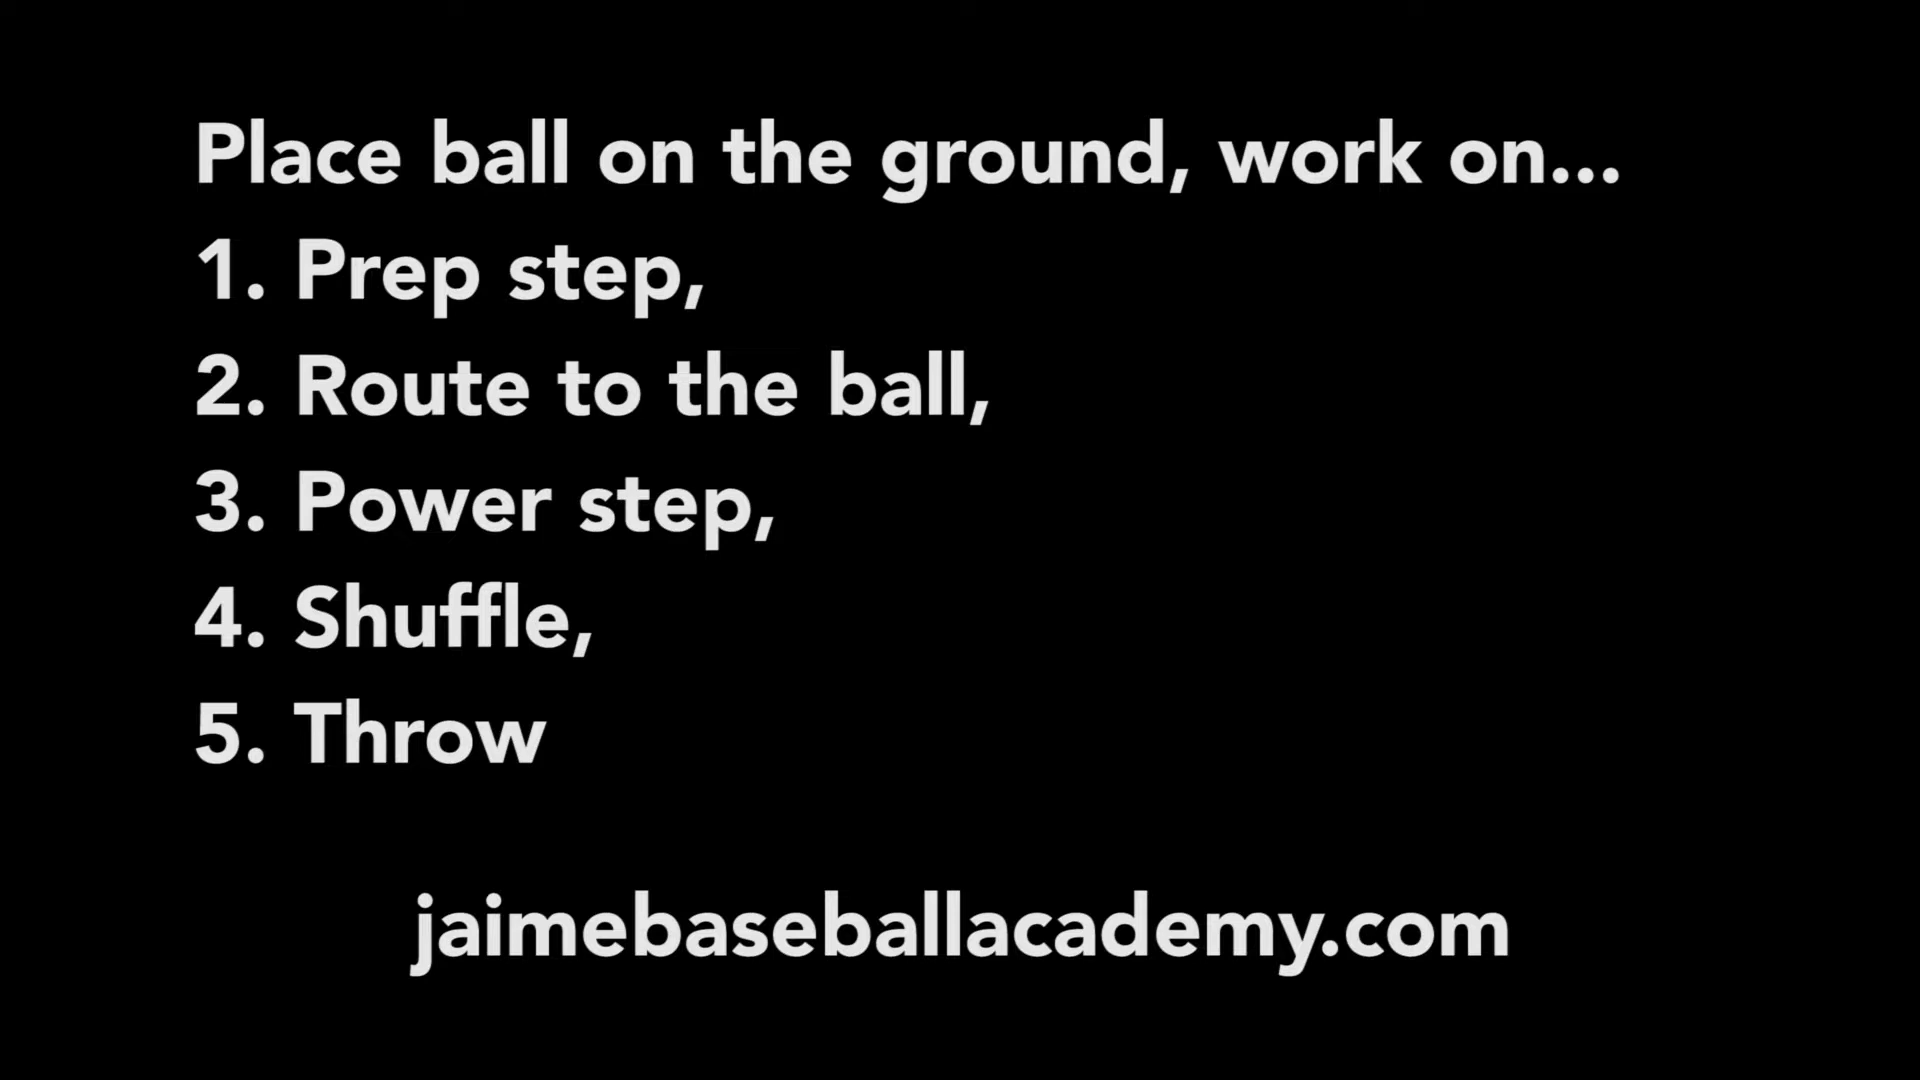 Place ball on the ground, work on...
1. Prep step,
2. Route to the ball,
3. Power step,
4. Shuffle,
5. Throw
jaimebaseballacademy.com